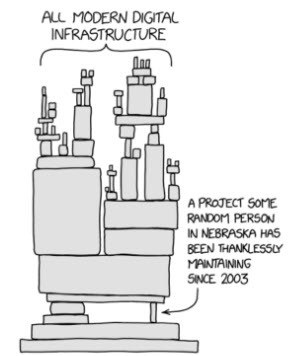 ALL MODERN DIGITAL
INFRASTRUCTURE
A PROJECT SOME
RANDOM PERSON
IN NEBRASKA HAS
BEEN THANKLESSLY
MAINTAINING
SINCE 2003